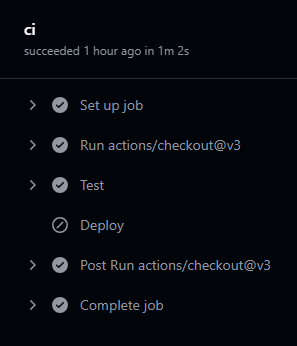 ci
succeeded 1 hour ago in 1m 2s
Set up job
Run actions/checkout@v3
Test
Deploy
Post Run actions/checkout@v3
Complete job